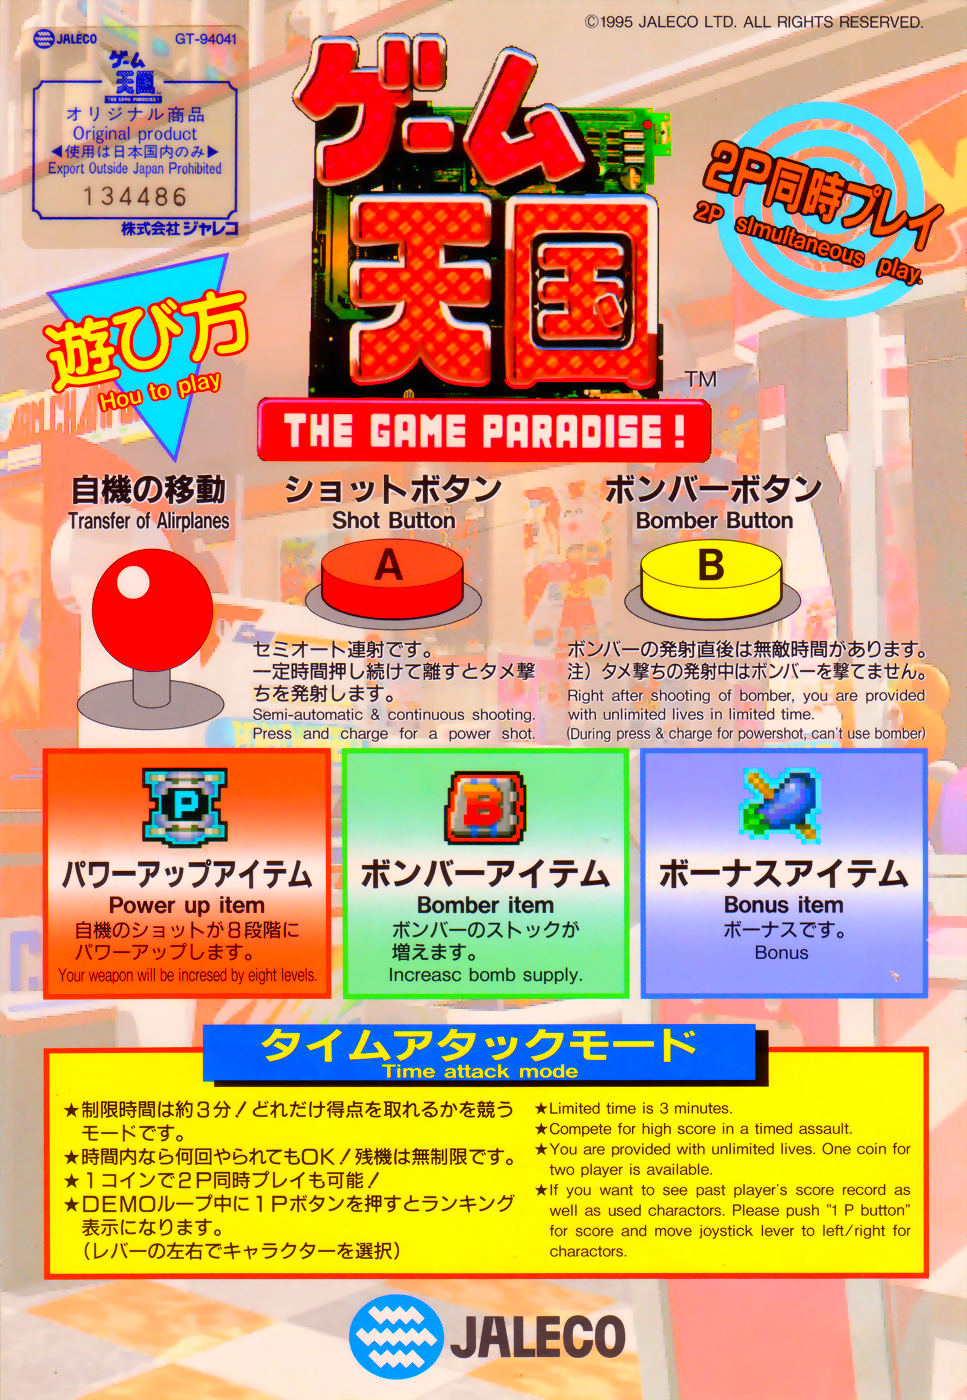 ©1995 JALECO LTD. ALL RIGHTS RESERVED.
JALECO GT-94041
ゲーム
天国
THE GAME PARADISE!
オリジナル商品
Original product
◀使用は日本国内のみ▶
Export Outside Japan Prohibited
134486
株式会社ジャレコ
ゲーム
天国
TM
THE GAME PARADISE!
2P同時プレイ
2P simultaneous play.
遊び方
Hou to play
自機の移動
Transfer of Alirplanes
ショットボタン
Shot Button
A
セミオート連射です。
一定時間押し続けて離すとタメ撃
ちを発射します。
Semi-automatic & continuous shooting.
Press and charge for a power shot.
ボンバーボタン
Bomber Button
B
ボンバーの発射直後は無敵時間があります。
注）タメ撃ちの発射中はボンバーを撃てません。
Right after shooting of bomber, you are provided
with unlimited lives in limited time.
(During press & charge for powershot, can't use bomber)
P
パワーアップアイテム
Power up item
自機のショットが8段階に
パワーアップします。
Your weapon will be incresed by eight levels.
B
ボンバーアイテム
Bomber item
ボンバーのストックが
増えます。
Increasc bomb supply.
ボーナスアイテム
Bonus item
ボーナスです。
Bonus
タイムアタックモード
Time attack mode
★制限時間は約3分！どれだけ得点を取れるかを競う
モードです。
★時間内なら何回やられてもOK！残機は無制限です。
★1コインで2P同時プレイも可能！
★DEMOループ中に1Pボタンを押すとランキング
表示になります。
（レバーの左右でキャラクターを選択）
★Limited time is 3 minutes.
★Compete for high score in a timed assault.
★You are provided with unlimited lives. One coin for
two player is available.
★If you want to see past player's score record as
well as used charactors. Please push "1 P button"
for score and move joystick lever to left/right for
charactors.
JALECO